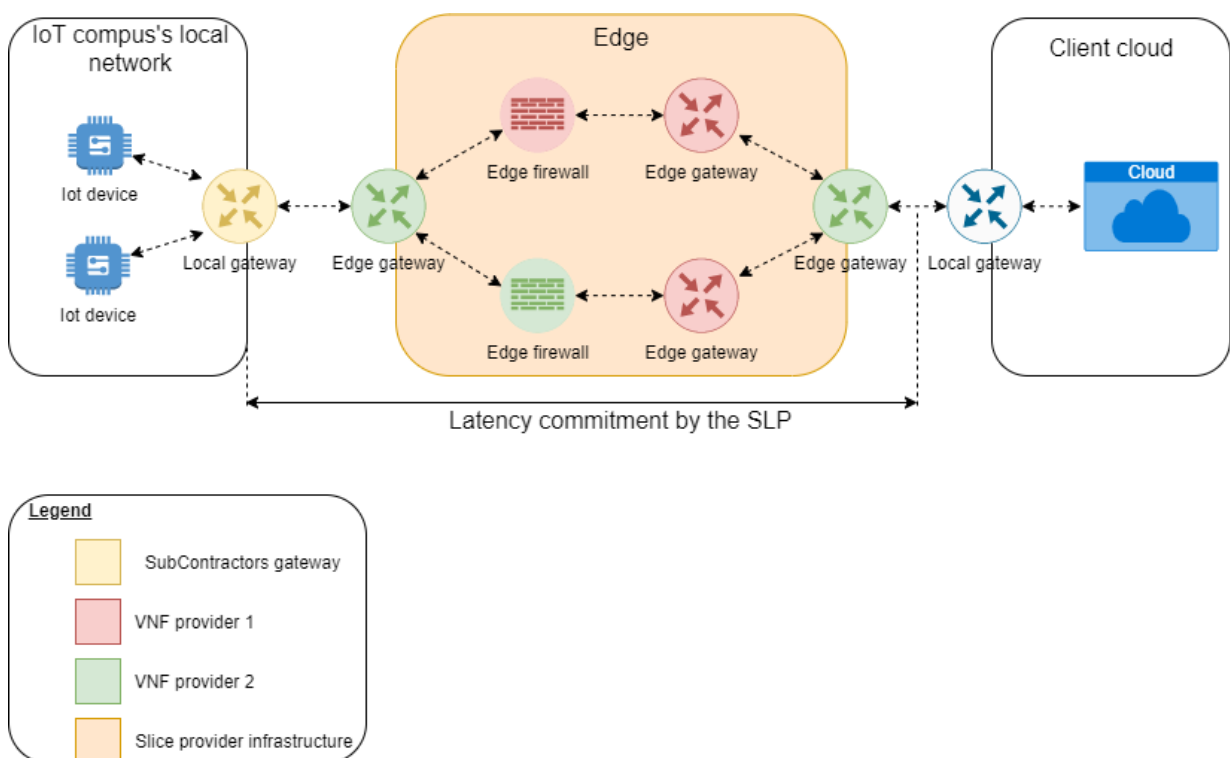 IoT compus's local
network
Edge
Client cloud
Iot device
Iot device
Local gateway
Edge gateway
Edge firewall
Edge gateway
Edge firewall
Edge gateway
Edge gateway
Local gateway
Cloud
Latency commitment by the SLP
Legend
SubContractors gateway
VNF provider 1
VNF provider 2
Slice provider infrastructure